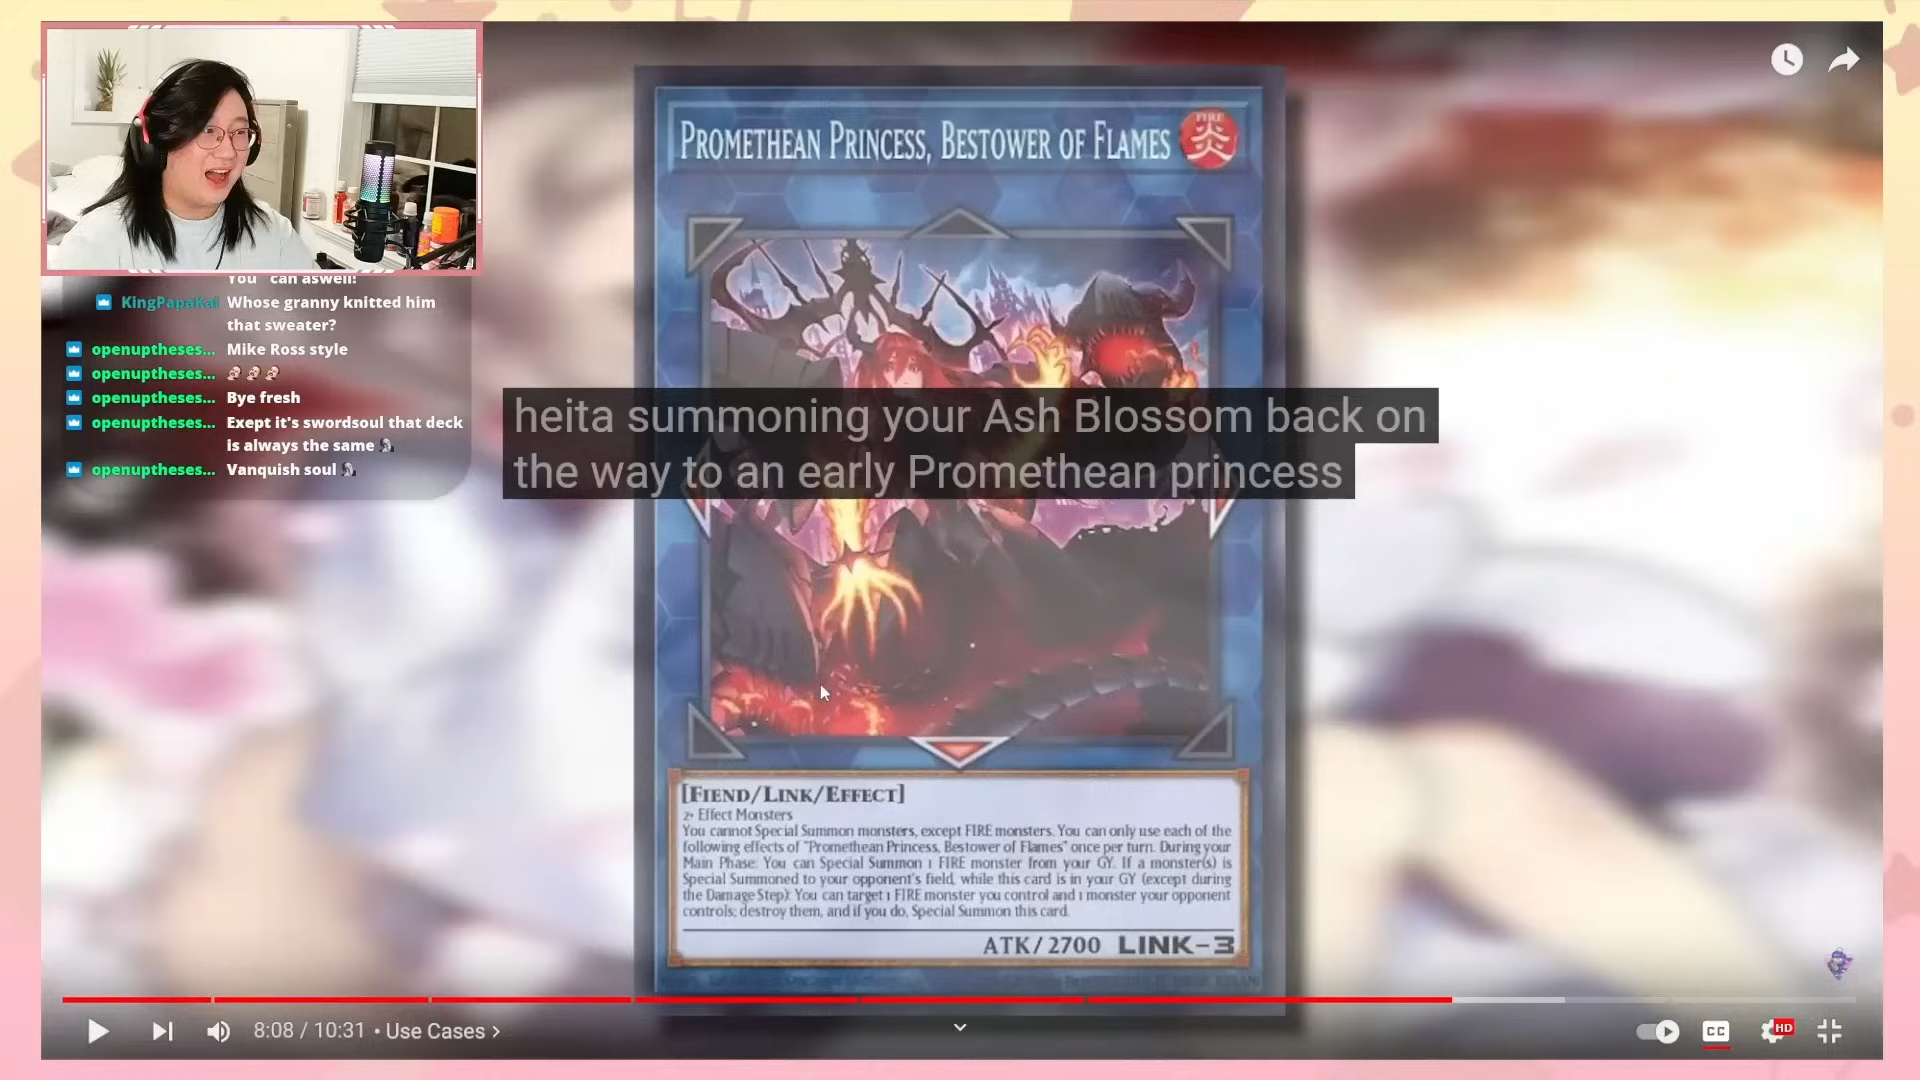 You can aswell!
KingPapaKai Whose granny knitted him
that sweater?
openuptheses... Mike Ross style
openuptheses...
openuptheses... Bye fresh
openuptheses... Exept it's swordsoul that deck
is always the same
openuptheses... Vanquish soul
PROMETHEAN PRINCESS, BESTOWER OF FLAMES
FIRE
炎
heita summoning your Ash Blossom back on
the way to an early Promethean princess
[FIEND/LINK/EFFECT]
2+ Effect Monsters
You cannot Special Summon monsters, except FIRE monsters. You can only use each of the
following effects of "Promethean Princess, Bestower of Flames" once per turn. During your
Main Phase: You can Special Summon 1 FIRE monster from your GY. If a monster(s) is
Special Summoned to your opponent's field, while this card is in your GY (except during
the Damage Step): You can target 1 FIRE monster you control and 1 monster your opponent
controls; destroy them, and if you do, Special Summon this card.
ATK/2700 LINK-3
8:08 / 10:31 • Use Cases >
CC
HD